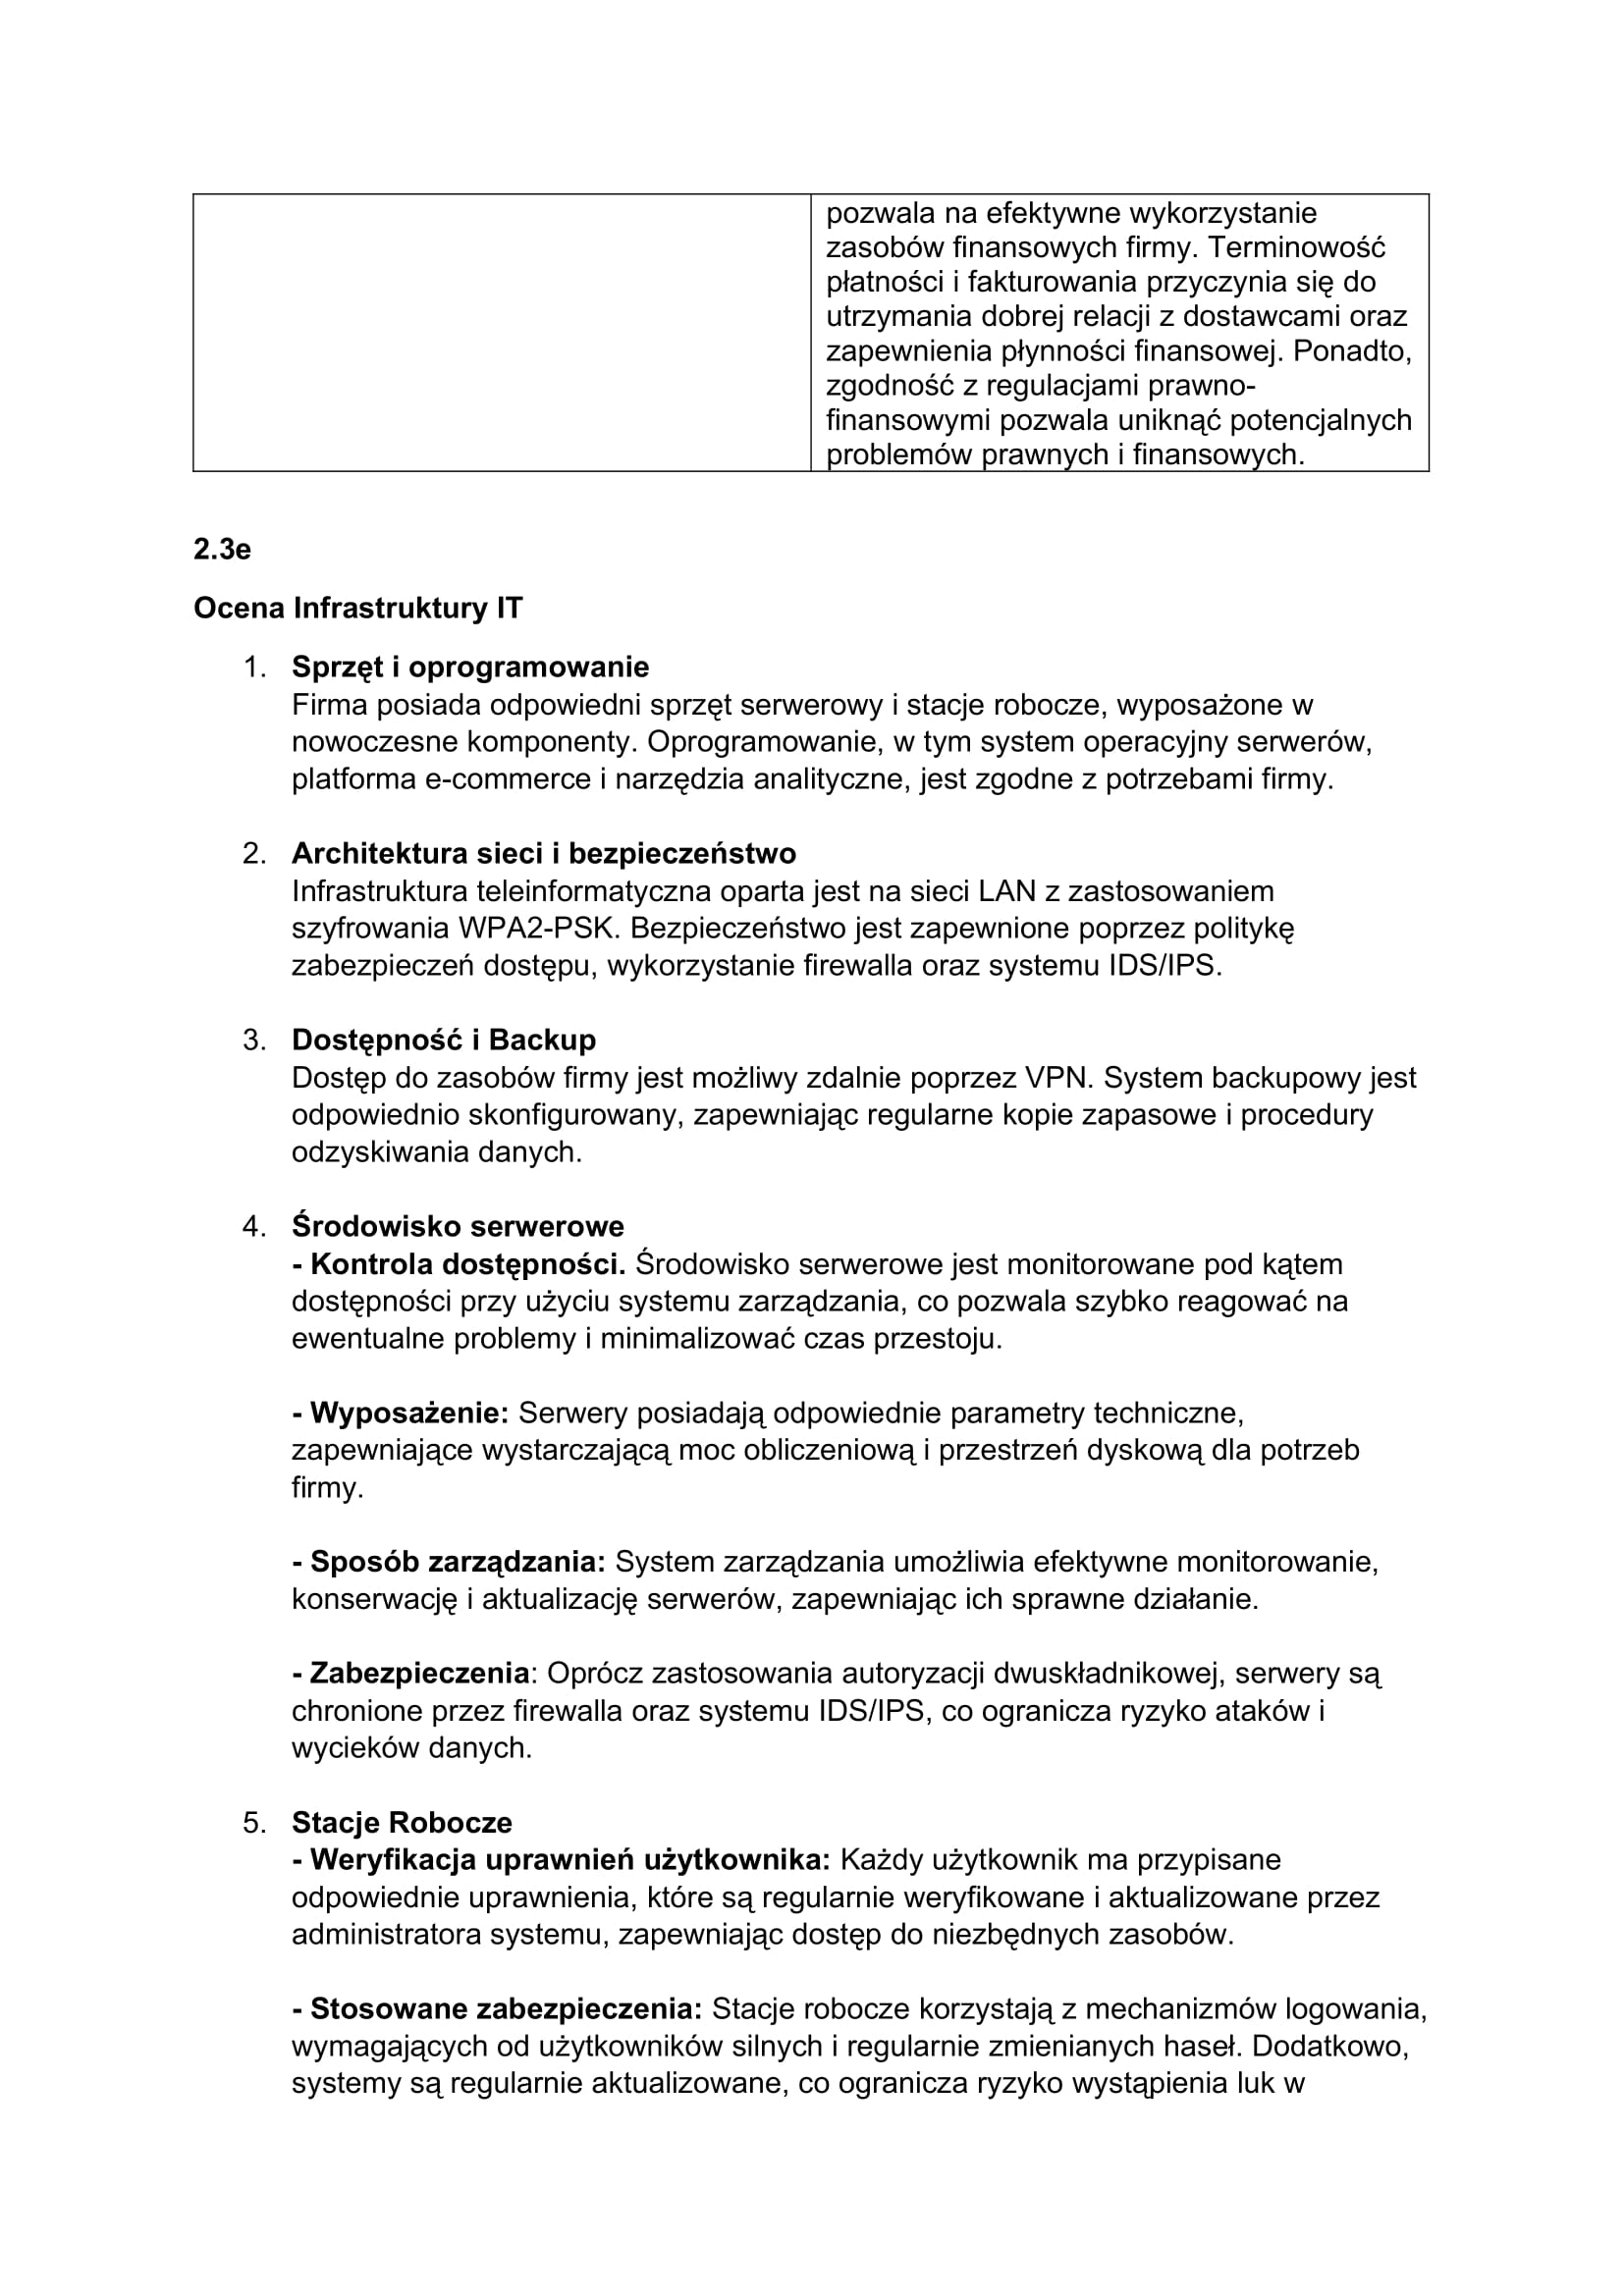 pozwala na efektywne wykorzystanie
zasobów finansowych firmy. Terminowość
płatności i fakturowania przyczynia się do
utrzymania dobrej relacji z dostawcami oraz
zapewnienia płynności finansowej. Ponadto,
zgodność z regulacjami prawno-
finansowymi pozwala uniknąć potencjalnych
problemów prawnych i finansowych.
2.3e
Ocena Infrastruktury IT
1. Sprzęt i oprogramowanie
Firma posiada odpowiedni sprzęt serwerowy i stacje robocze, wyposażone w
nowoczesne komponenty. Oprogramowanie, w tym system operacyjny serwerów,
platforma e-commerce i narzędzia analityczne, jest zgodne z potrzebami firmy.
2. Architektura sieci i bezpieczeństwo
Infrastruktura teleinformatyczna oparta jest na sieci LAN z zastosowaniem
szyfrowania WPA2-PSK. Bezpieczeństwo jest zapewnione poprzez politykę
zabezpieczeń dostępu, wykorzystanie firewalla oraz systemu IDS/IPS.
3. Dostępność i Backup
Dostęp do zasobów firmy jest możliwy zdalnie poprzez VPN. System backupowy jest
odpowiednio skonfigurowany, zapewniając regularne kopie zapasowe i procedury
odzyskiwania danych.
4. Środowisko serwerowe
- Kontrola dostępności. Środowisko serwerowe jest monitorowane pod kątem
dostępności przy użyciu systemu zarządzania, co pozwala szybko reagować na
ewentualne problemy i minimalizować czas przestoju.
- Wyposażenie: Serwery posiadają odpowiednie parametry techniczne,
zapewniające wystarczającą moc obliczeniową i przestrzeń dyskową dla potrzeb
firmy.
- Sposób zarządzania: System zarządzania umożliwia efektywne monitorowanie,
konserwację i aktualizację serwerów, zapewniając ich sprawne działanie.
- Zabezpieczenia: Oprócz zastosowania autoryzacji dwuskładnikowej, serwery są
chronione przez firewalla oraz systemu IDS/IPS, co ogranicza ryzyko ataków i
wycieków danych.
5. Stacje Robocze
- Weryfikacja uprawnień użytkownika: Każdy użytkownik ma przypisane
odpowiednie uprawnienia, które są regularnie weryfikowane i aktualizowane przez
administratora systemu, zapewniając dostęp do niezbędnych zasobów.
- Stosowane zabezpieczenia: Stacje robocze korzystają z mechanizmów logowania,
wymagających od użytkowników silnych i regularnie zmienianych haseł. Dodatkowo,
systemy są regularnie aktualizowane, co ogranicza ryzyko wystąpienia luk w